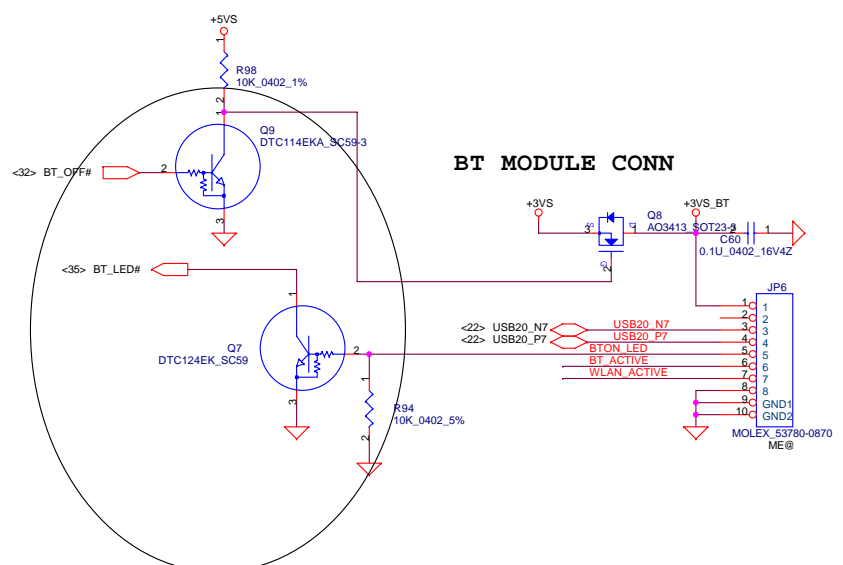 +5VS
1
R98
10K_0402_1%
2
1
Q9
DTC114EKA_SC59-3
<32> BT_OFF#
2
3
BT MODULE CONN
+3VS
+3VS_BT
Q8
AO3413_SOT23-3
S
D
3
1
G
2
2
1
C60
0.1U_0402_16V4Z
<35> BT_LED#
1
JP6
1
1
2
2
<22> USB20_N7
USB20_N7
3
3
<22> USB20_P7
USB20_P7
4
4
Q7
DTC124EK_SC59
2
BTON_LED
5
5
BT_ACTIVE
6
6
WLAN_ACTIVE
7
7
8
8
9
GND1
10
GND2
3
1
R94
10K_0402_5%
2
MOLEX_53780-0870
ME@